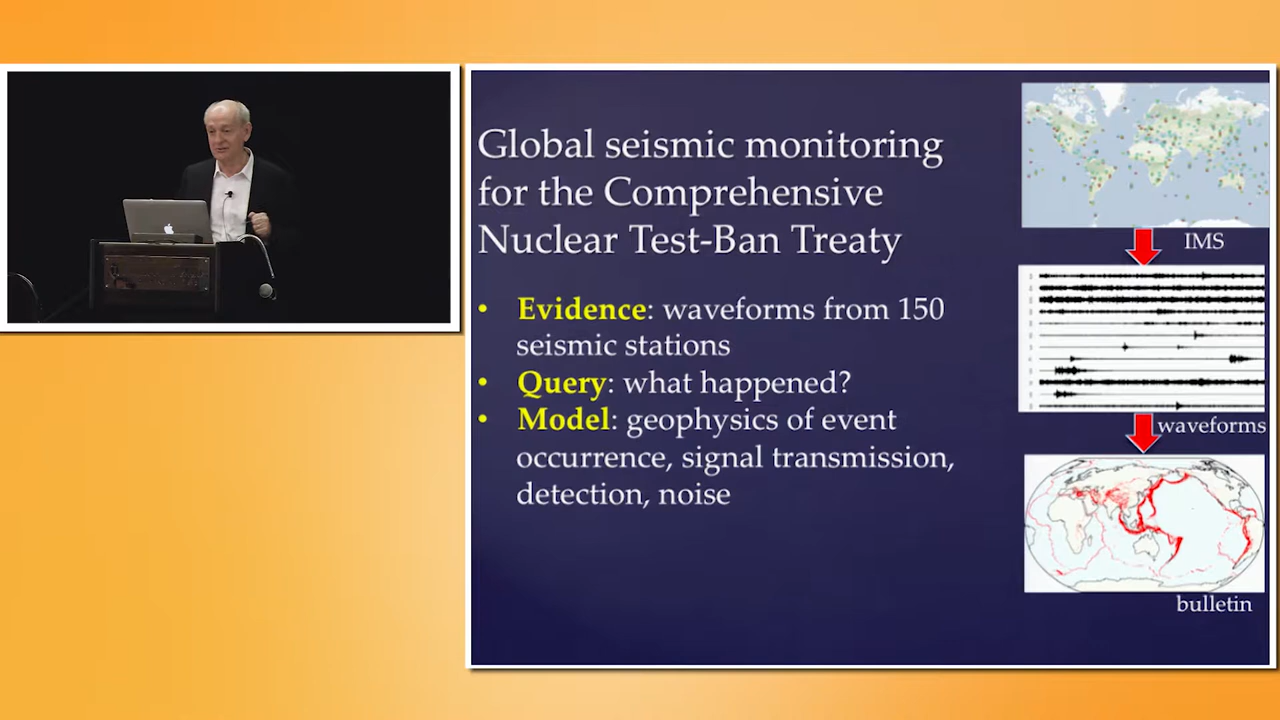 Global seismic monitoring
for the Comprehensive
Nuclear Test-Ban Treaty
• Evidence: waveforms from 150
seismic stations
• Query: what happened?
• Model: geophysics of event
occurrence, signal transmission,
detection, noise
IMS
waveforms
bulletin